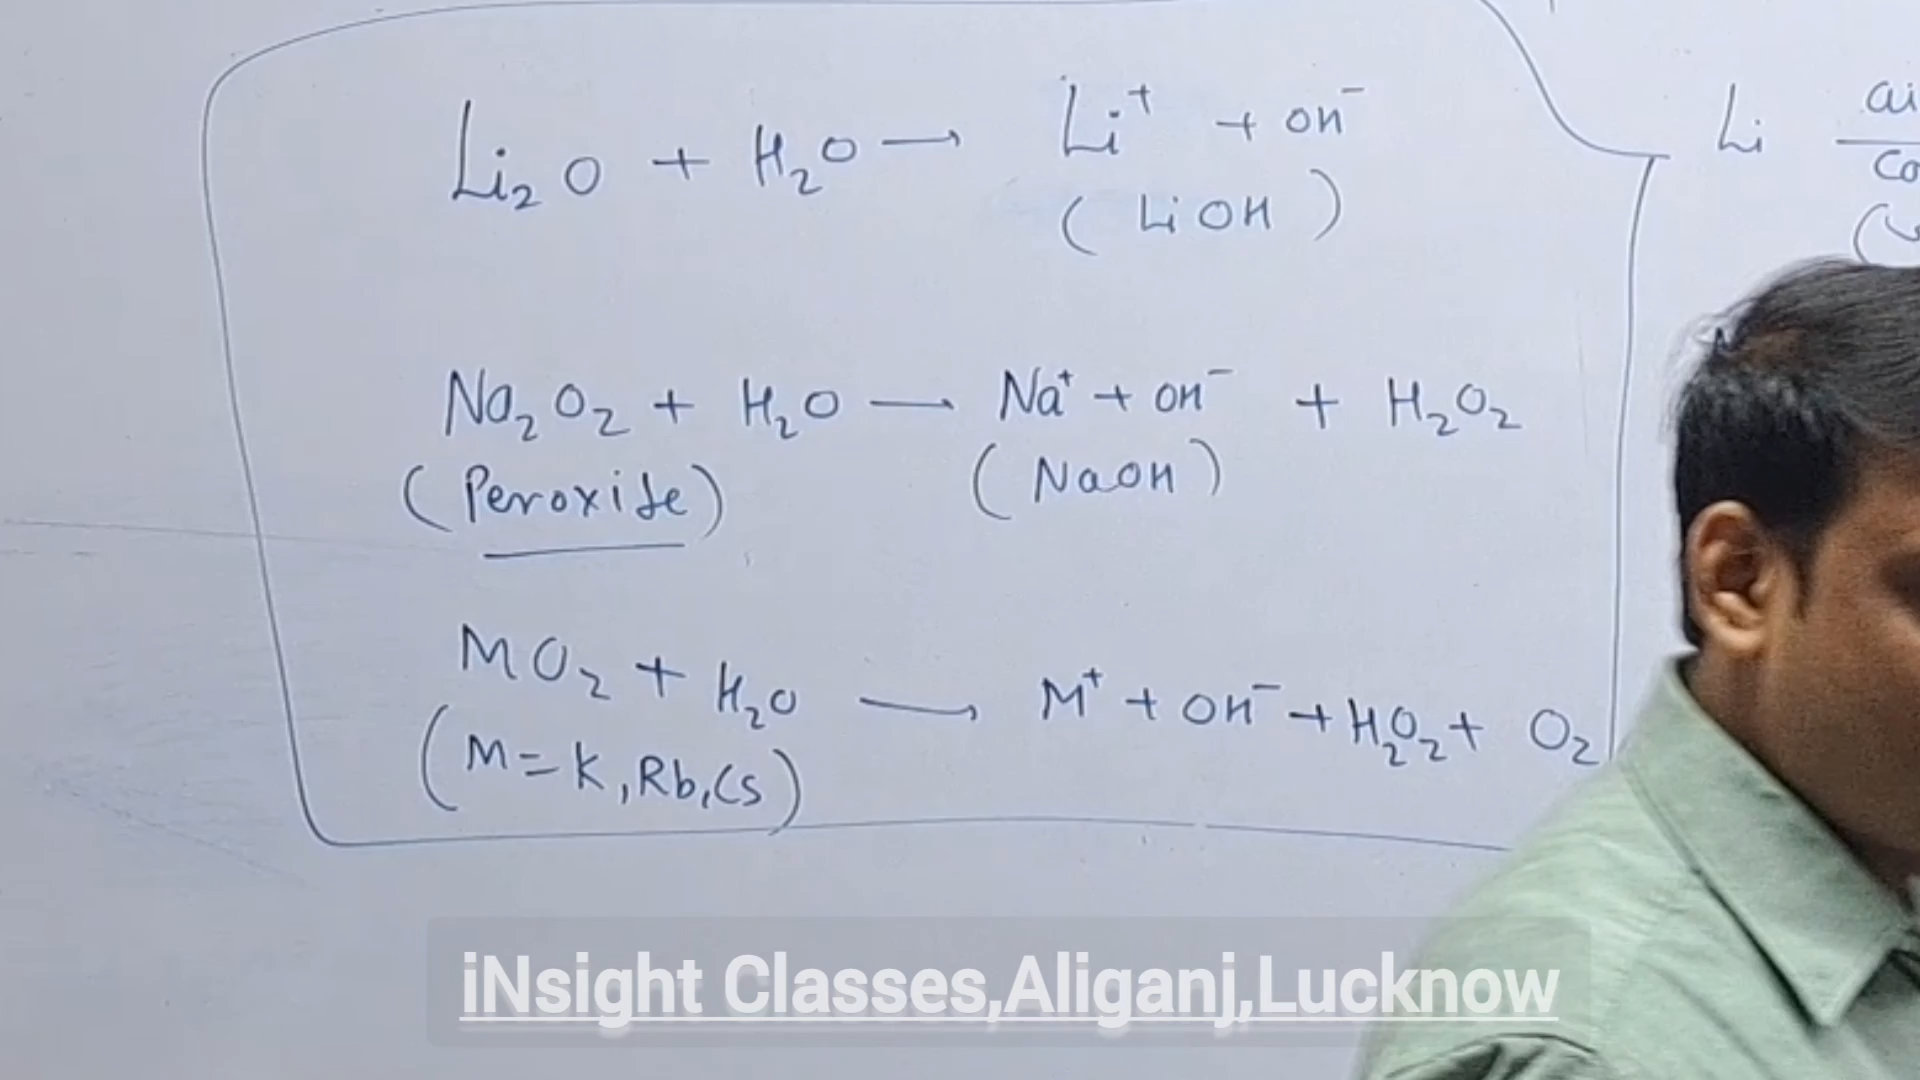 Li₂O + H₂O → Li⁺ + OH⁻
(LiOH)
Na₂O₂ + H₂O → Na⁺ + OH⁻ + H₂O₂
(Peroxide) (NaOH)
MO₂ + H₂O → M⁺ + OH⁻ + H₂O₂ + O₂
(M = K, Rb, Cs)
Li
iNsight Classes,Aliganj,Lucknow